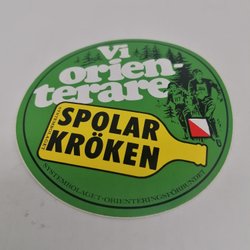 Vi
orien-
terare
SPOLAR
KRÖKEN
SYSTEMBOLAGET · ORIENTERINGSFÖRBUNDET